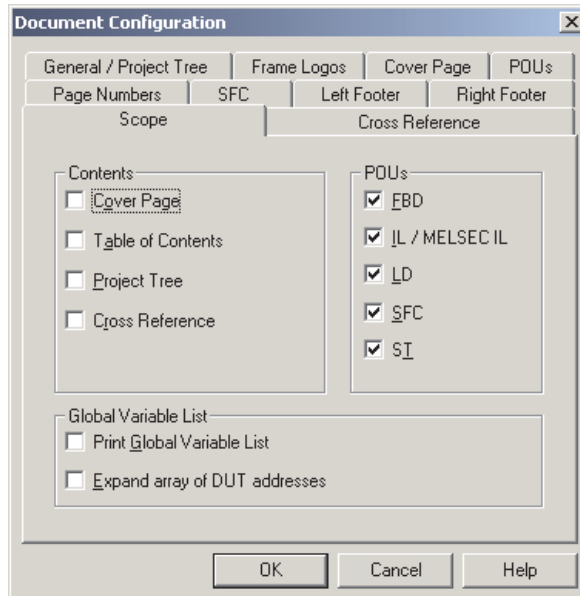 Document Configuration
General / Project Tree
Frame Logos
Cover Page
POUs
Page Numbers
SFC
Left Footer
Right Footer
Scope
Cross Reference
Contents
Cover Page
Table of Contents
Project Tree
Cross Reference
POUs
FBD
IL / MELSEC IL
LD
SFC
ST
Global Variable List
Print Global Variable List
Expand array of DUT addresses
OK
Cancel
Help